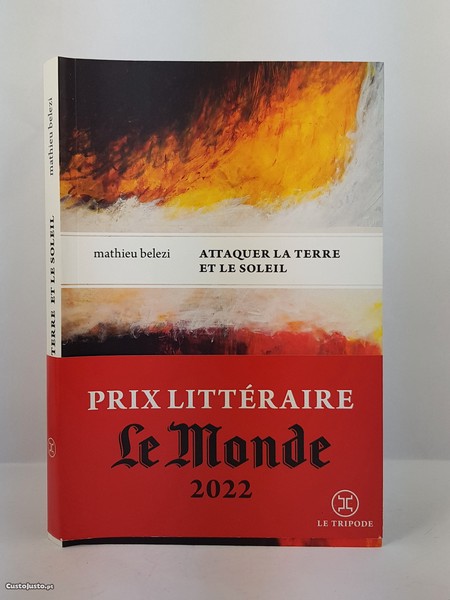 mathieu belezi
TERRE ET LE SOLEIL
mathieu belezi
ATTAQUER LA TERRE
ET LE SOLEIL
PRIX LITTÉRAIRE
Le Monde
2022
LE TRIPODE
CustoJusto.pt